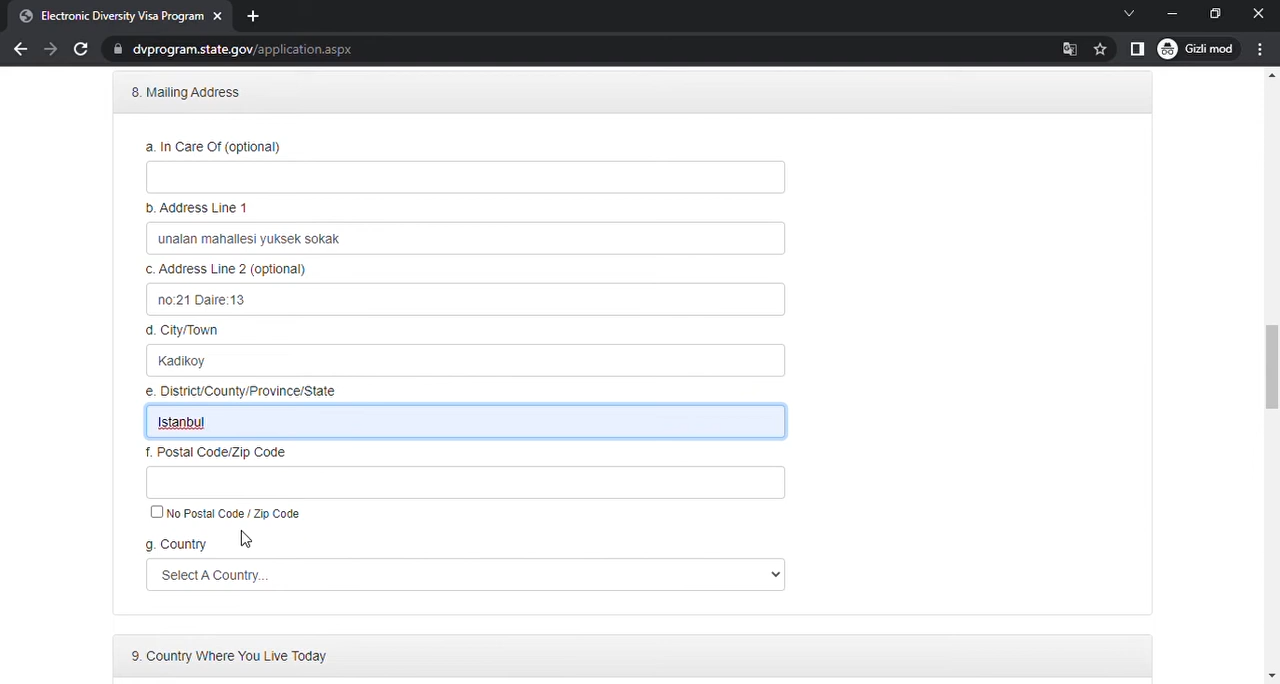 Electronic Diversity Visa Program
dvprogram.state.gov/application.aspx
Gizli mod
8. Mailing Address
a. In Care Of (optional)
b. Address Line 1
unalan mahallesi yuksek sokak
c. Address Line 2 (optional)
no:21 Daire:13
d. City/Town
Kadikoy
e. District/County/Province/State
Istanbul
f. Postal Code/Zip Code
No Postal Code / Zip Code
g. Country
Select A Country...
9. Country Where You Live Today